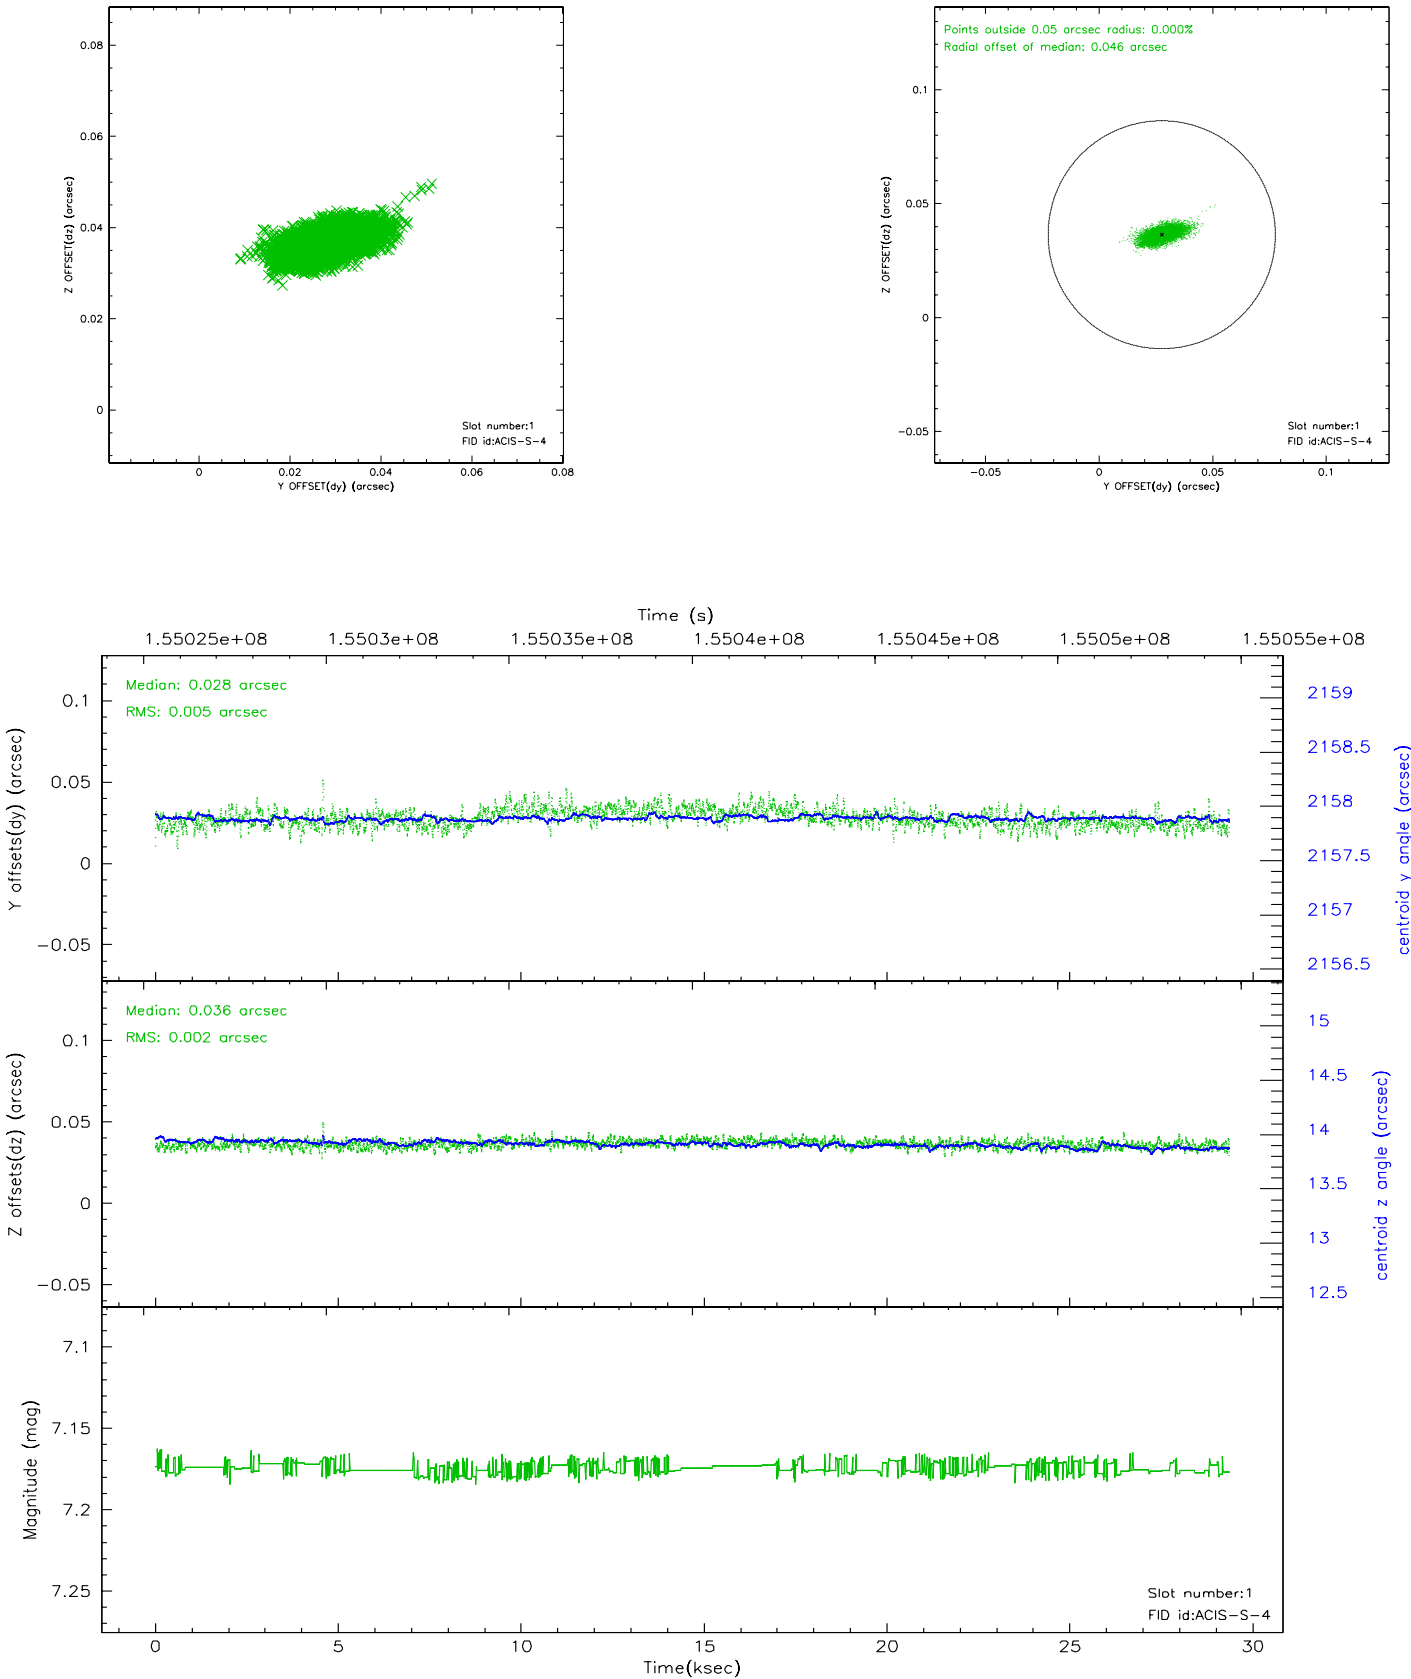 0.08
0.06
0.04
0.02
0
Z OFFSET(dz) (arcsec)
Slot number:1
FID id:ACIS-S-4
0 0.02 0.04 0.06 0.08
Y OFFSET(dy) (arcsec)
Points outside 0.05 arcsec radius: 0.000%
Radial offset of median: 0.046 arcsec
0.1
0.05
0
-0.05
Z OFFSET(dz) (arcsec)
Slot number:1
FID id:ACIS-S-4
-0.05 0 0.05 0.1
Y OFFSET(dy) (arcsec)
Time (s)
1.55025e+08 1.5503e+08 1.55035e+08 1.5504e+08 1.55045e+08 1.5505e+08 1.55055e+08
Median: 0.028 arcsec
RMS: 0.005 arcsec
0.1
0.05
0
-0.05
Y offsets(dy) (arcsec)
2159
2158.5
2158
2157.5
2157
2156.5
centroid y angle (arcsec)
Median: 0.036 arcsec
RMS: 0.002 arcsec
0.1
0.05
0
-0.05
Z offsets(dz) (arcsec)
15
14.5
14
13.5
13
12.5
centroid z angle (arcsec)
7.1
7.15
7.2
7.25
Magnitude (mag)
Slot number:1
FID id:ACIS-S-4
0 5 10 15 20 25 30
Time(ksec)